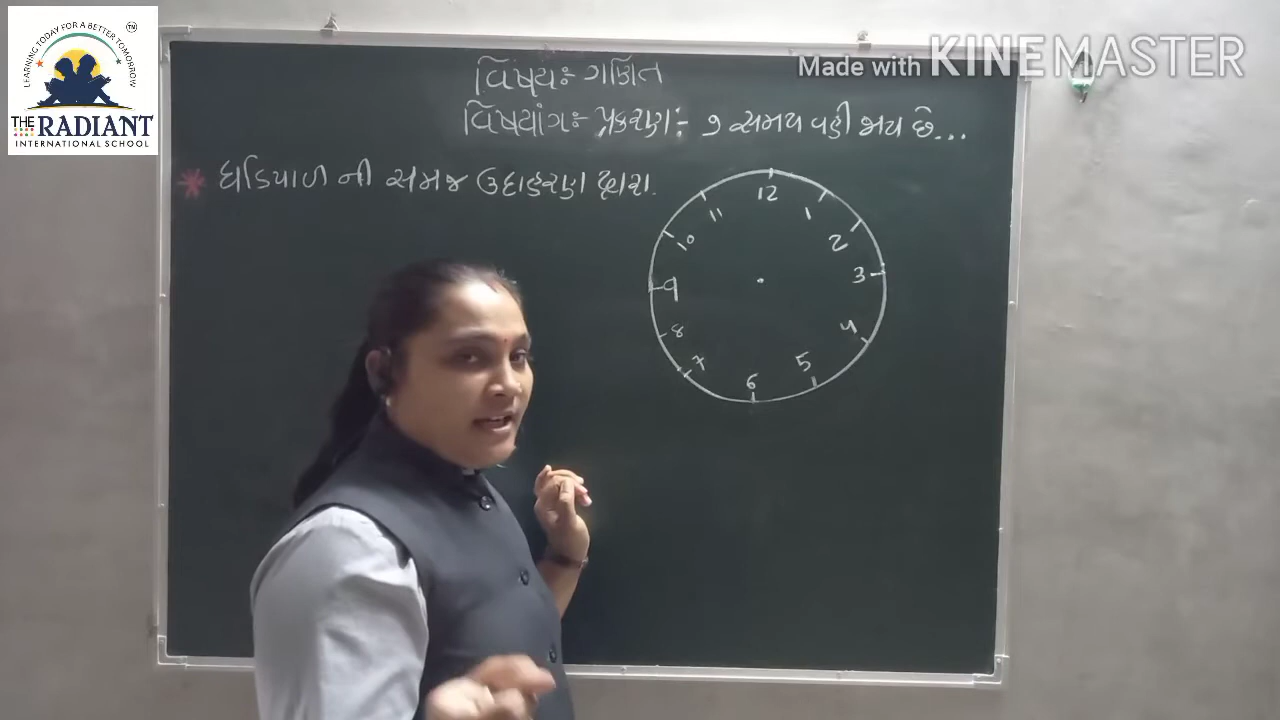 LEARNING TODAY FOR A BETTER TOMORROW
TM
THE RADIANT
INTERNATIONAL SCHOOL
Made with KINEMASTER
વિષયઃ- ગણિત
વિષયાંગઃ- પ્રકરણઃ- ૭ સમય વહી જાય છે...
* ઘડિયાળ ની સમજ ઉદાહરણ દ્વારા.
12
11 1
10 2
9 3
8 4
7 5
6